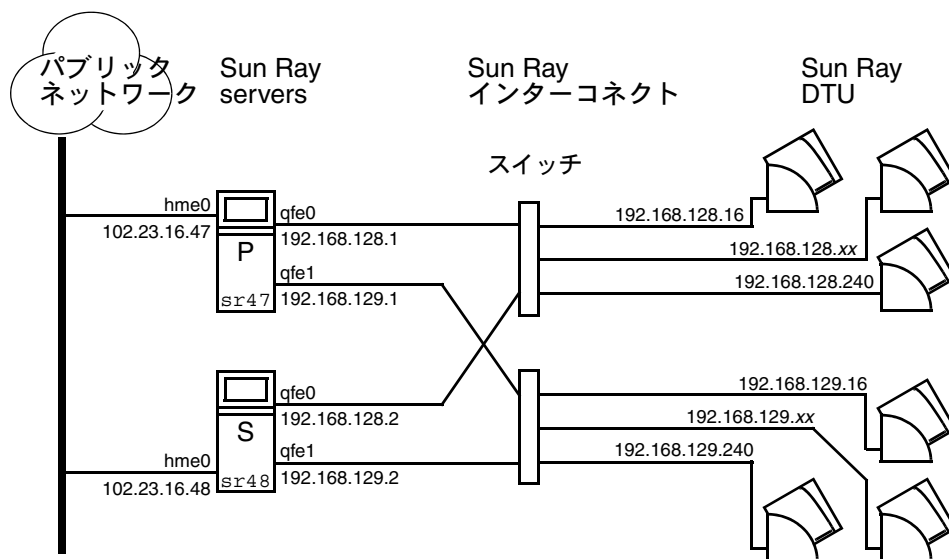 パブリック
ネットワーク
Sun Ray
servers
Sun Ray
インターコネクト
Sun Ray
DTU
スイッチ
hme0
102.23.16.47
P
sr47
qfe0
192.168.128.1
qfe1
192.168.129.1
192.168.128.16
192.168.128.xx
192.168.128.240
hme0
102.23.16.48
S
sr48
qfe0
192.168.128.2
qfe1
192.168.129.2
192.168.129.16
192.168.129.xx
192.168.129.240